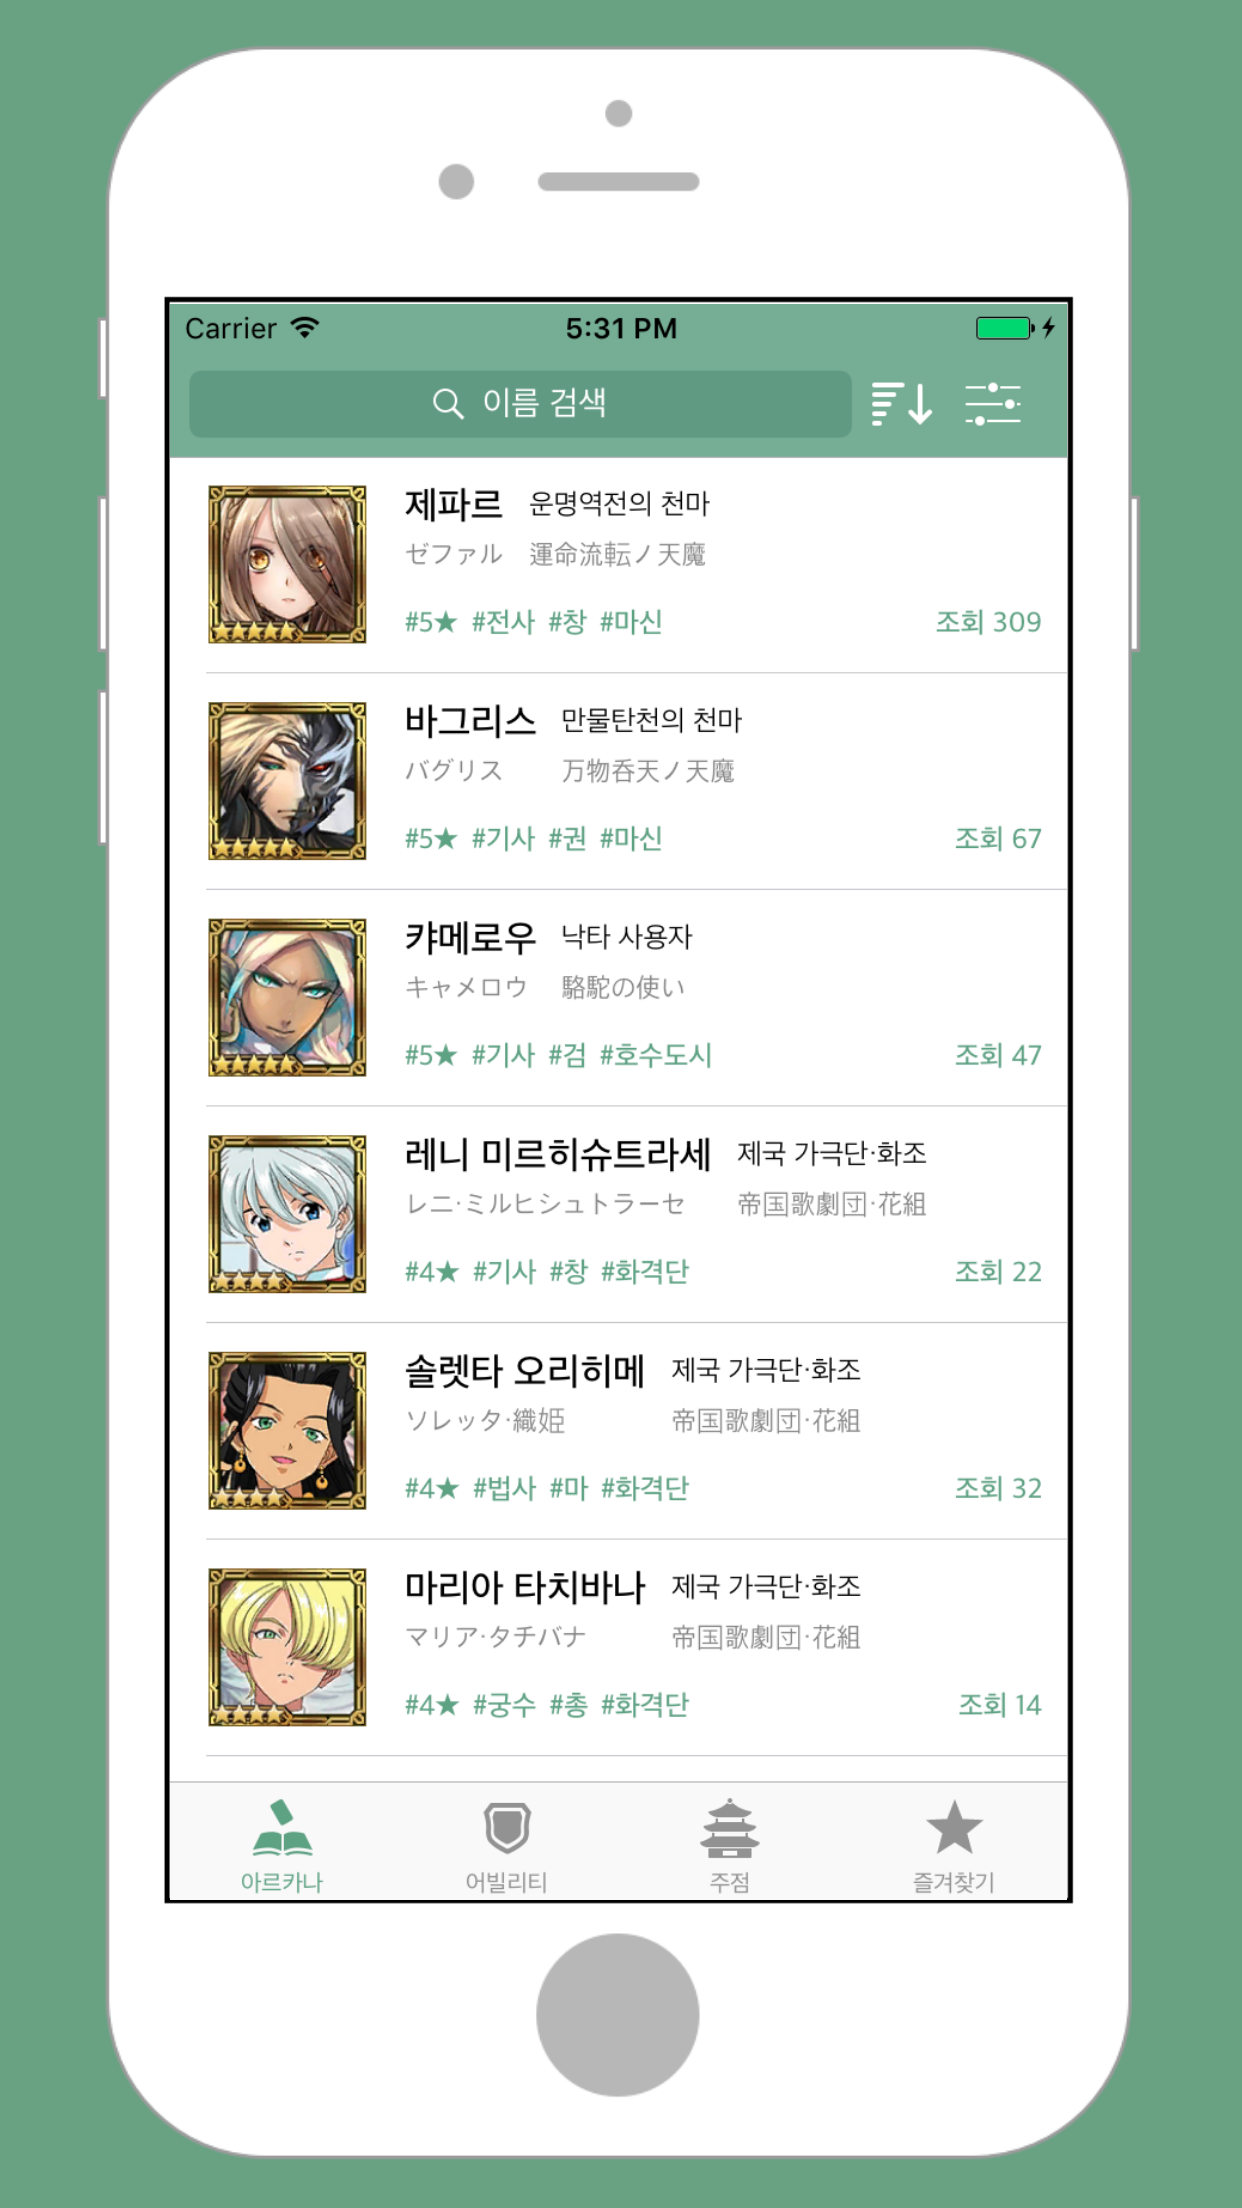 Carrier 5:31 PM
이름 검색
제파르 운명역전의 천마
ゼファル 運命流転ノ天魔
#5★ #전사 #창 #마신 조회 309
바그리스 만물탄천의 천마
バグリス 万物呑天ノ天魔
#5★ #기사 #권 #마신 조회 67
캬메로우 낙타 사용자
キャメロウ 駱駝の使い
#5★ #기사 #검 #호수도시 조회 47
레니 미르히슈트라세 제국 가극단·화조
レニ·ミルヒシュトラーセ 帝国歌劇団·花組
#4★ #기사 #창 #화격단 조회 22
솔렛타 오리히메 제국 가극단·화조
ソレッタ·織姫 帝国歌劇団·花組
#4★ #법사 #마 #화격단 조회 32
마리아 타치바나 제국 가극단·화조
マリア·タチバナ 帝国歌劇団·花組
#4★ #궁수 #총 #화격단 조회 14
아르카나 어빌리티 주점 즐겨찾기